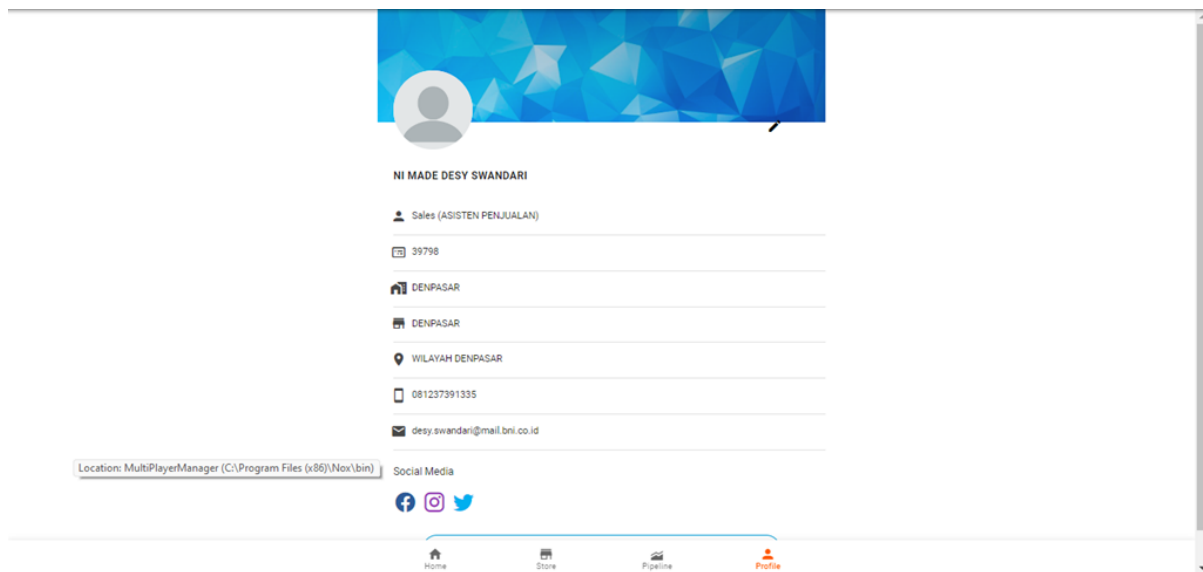 NI MADE DESY SWANDARI
Sales (ASISTEN PENJUALAN)
39798
DENPASAR
DENPASAR
WILAYAH DENPASAR
081237391335
desy.swandari@mail.bni.co.id
Location: MultiPlayerManager (C:\Program Files (x86)\Nox\bin)
Social Media
Home Store Pipeline Profile